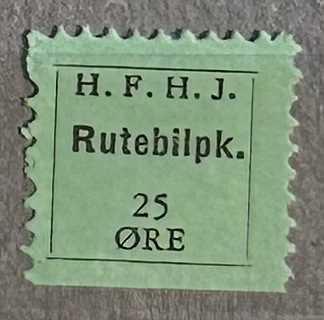 H. F. H. J.
Rutebilpk.
25
ØRE